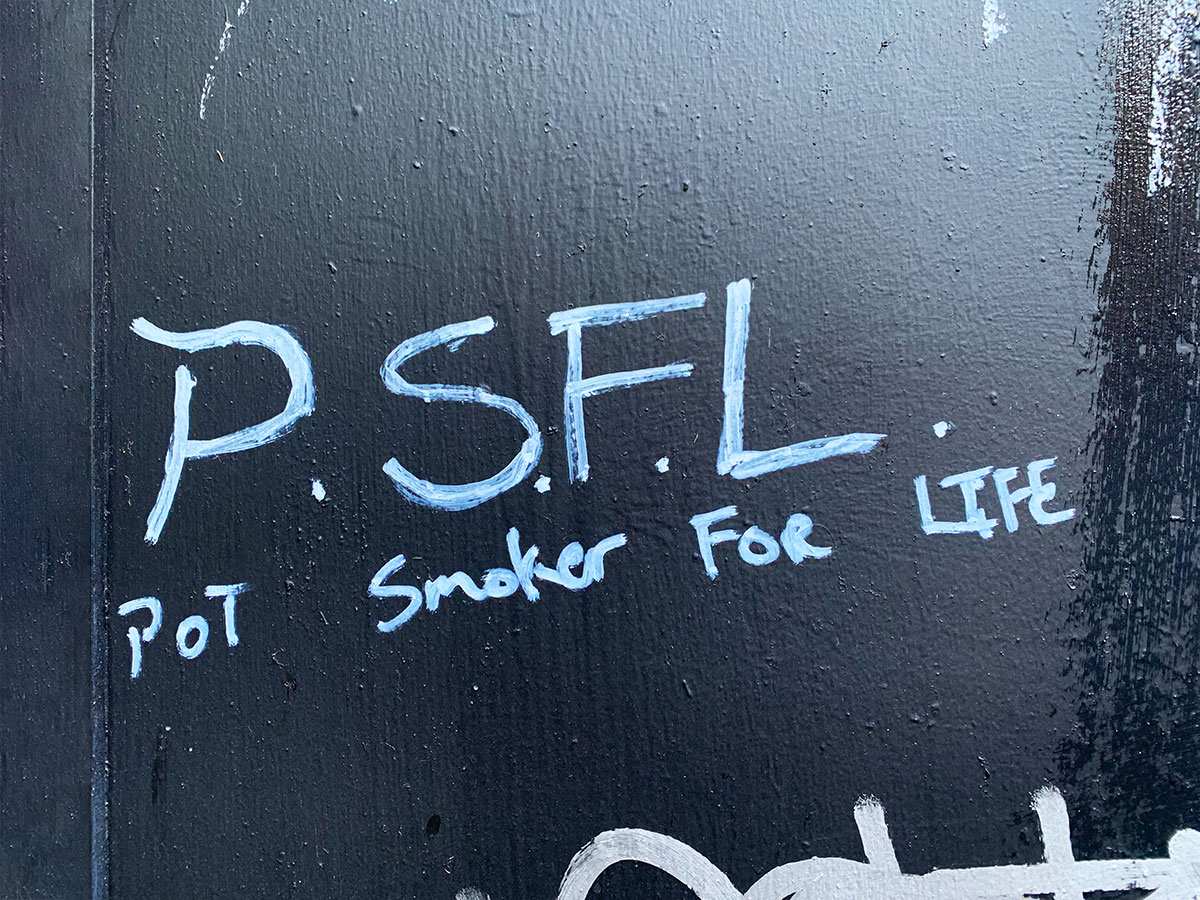 P.S.F.L.
POT Smoker FOR LIFE